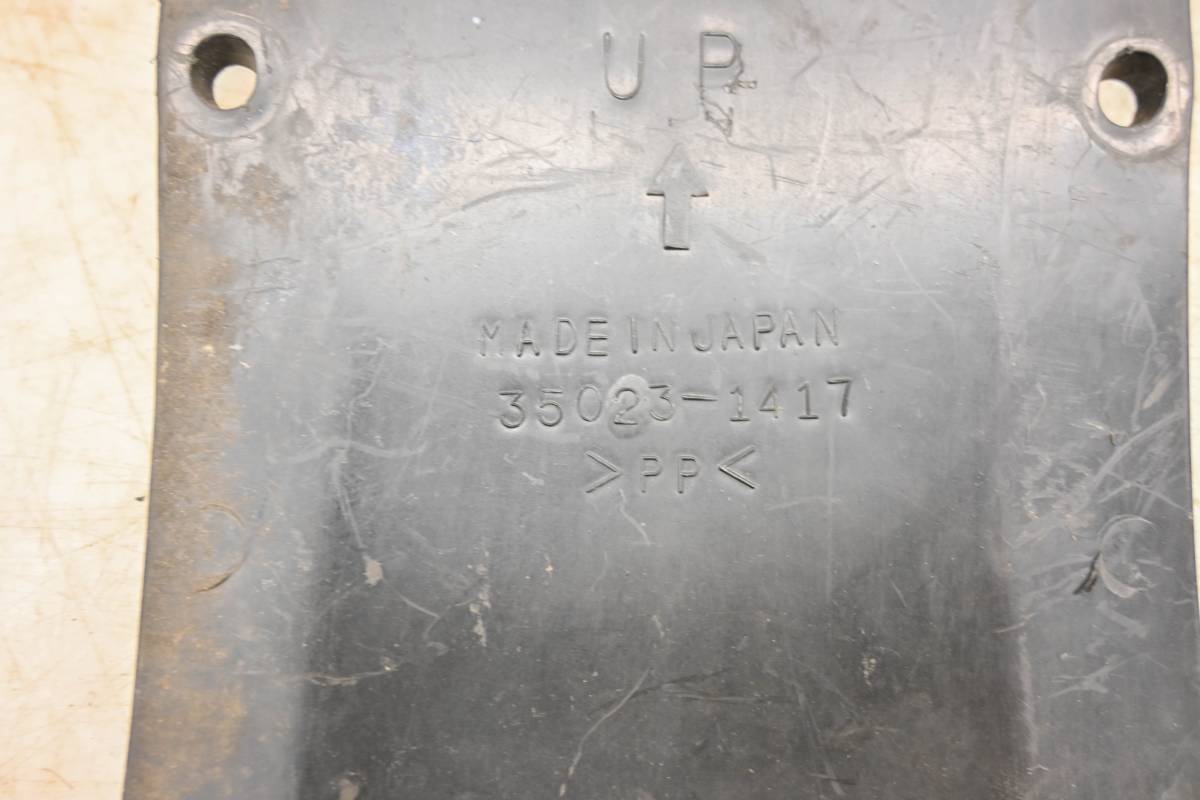 UP
MADE IN JAPAN
35023-1417
>PP<